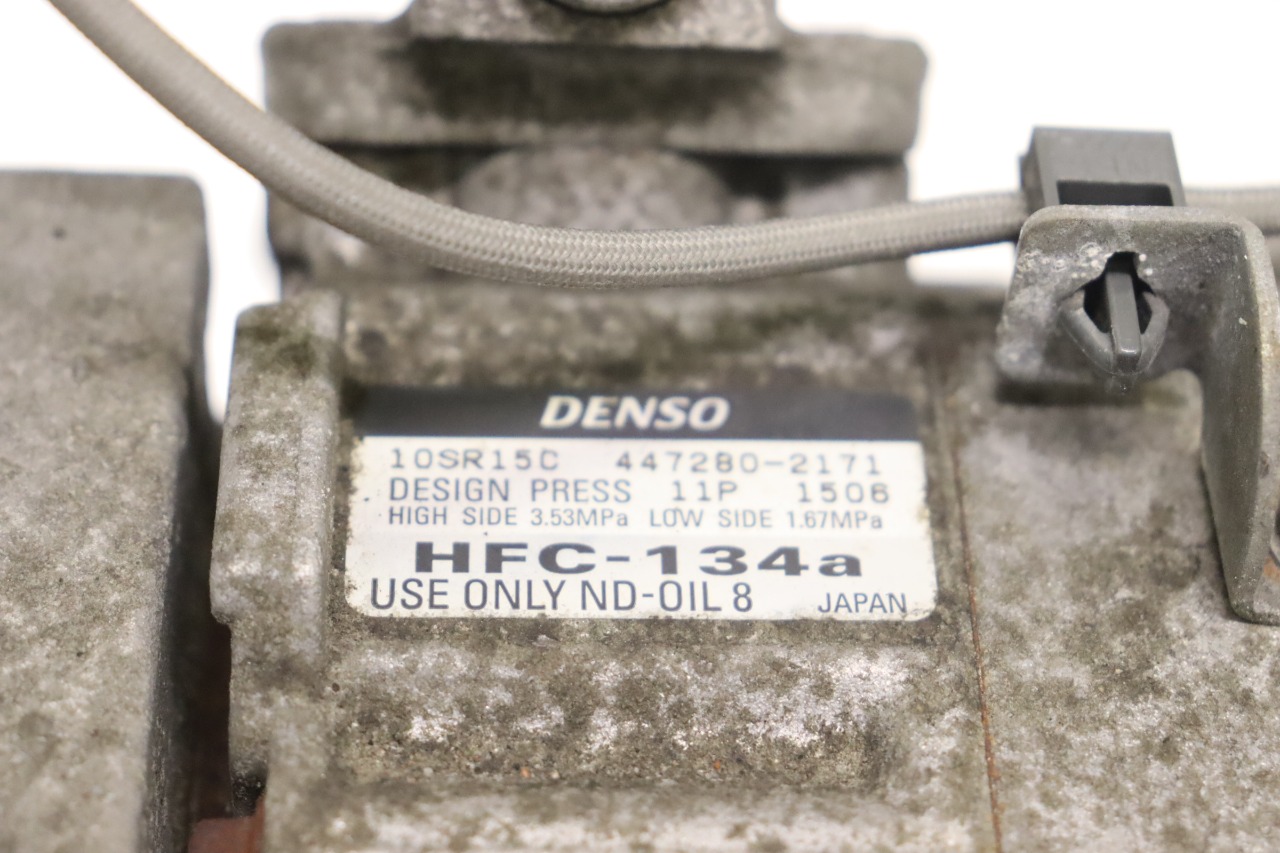 DENSO
10SR15C 447280-2171
DESIGN PRESS 11P 1506
HIGH SIDE 3.53MPa LOW SIDE 1.67MPa
HFC-134a
USE ONLY ND-OIL 8 JAPAN